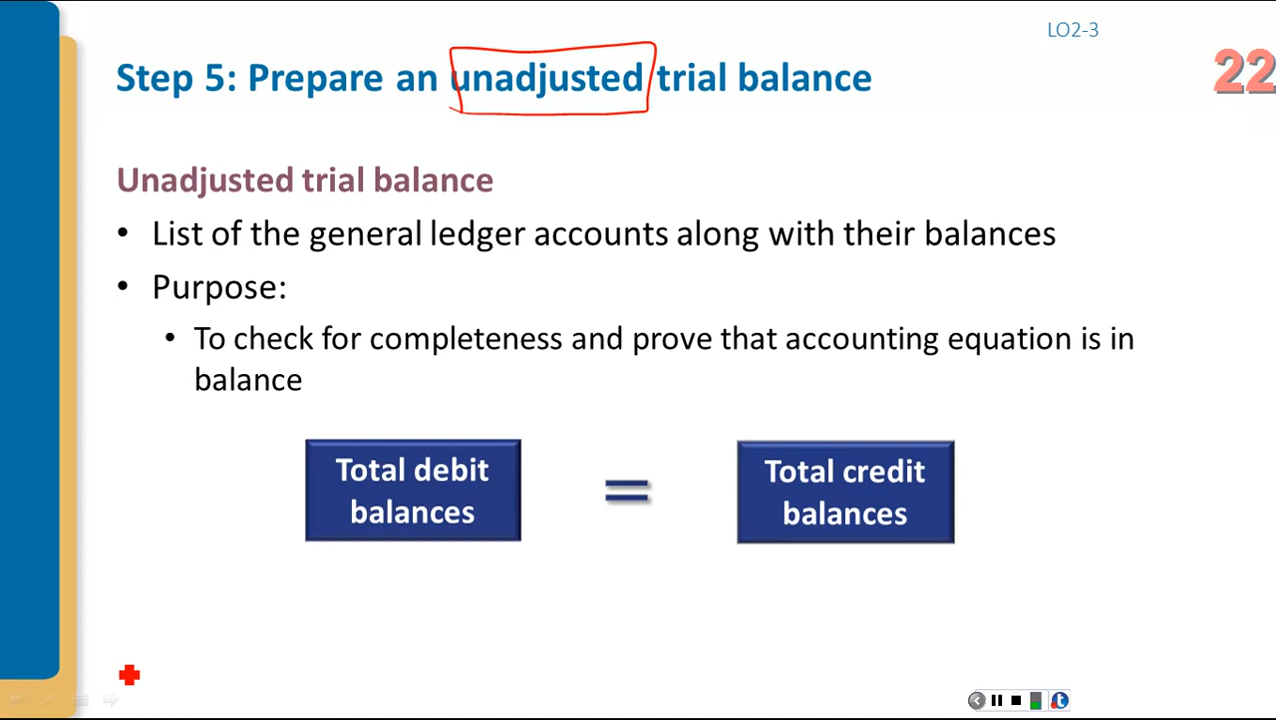 LO2-3
Step 5: Prepare an unadjusted trial balance
22
Unadjusted trial balance
• List of the general ledger accounts along with their balances
• Purpose:
• To check for completeness and prove that accounting equation is in
balance
Total debit
balances
=
Total credit
balances